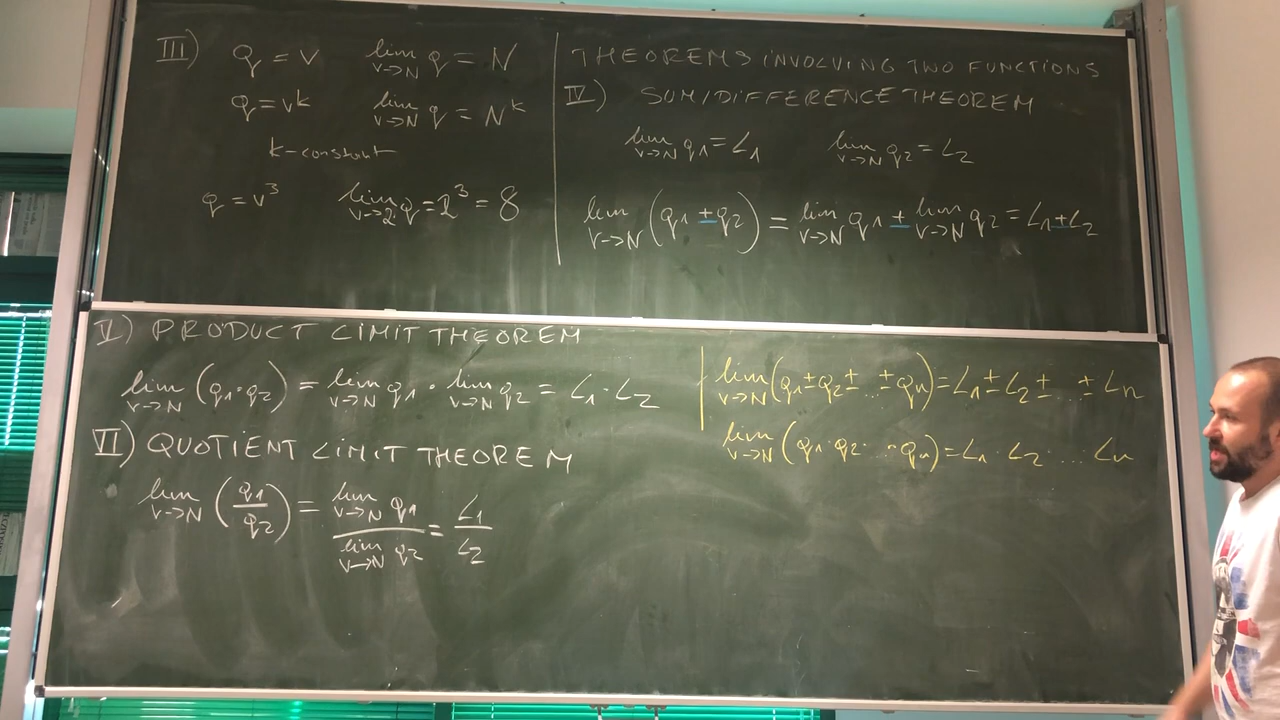 III) q = v lim v→N q = N
q = v^k lim v→N q = N^k
k-constant
q = v^3 lim v→2 q = 2^3 = 8
THEOREMS INVOLVING TWO FUNCTIONS
IV) SUM/DIFFERENCE THEOREM
lim v→N q1 = L1 lim v→N q2 = L2
lim v→N (q1 ± q2) = lim v→N q1 ± lim v→N q2 = L1 ± L2
V) PRODUCT LIMIT THEOREM
lim v→N (q1·q2) = lim v→N q1 · lim v→N q2 = L1 · L2
VI) QUOTIENT LIMIT THEOREM
lim v→N (q1/q2) = lim v→N q1 / lim v→N q2 = L1/L2
lim v→N (q1 ± q2 ± ... ± qn) = L1 ± L2 ± ... ± Ln
lim v→N (q1 · q2 · ... · qn) = L1 · L2 · ... Ln